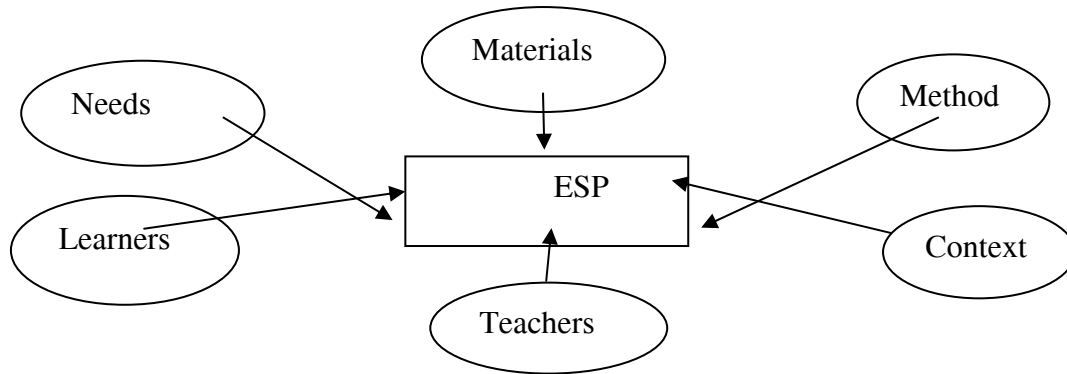 Materials
Needs
Method
ESP
Learners
Context
Teachers